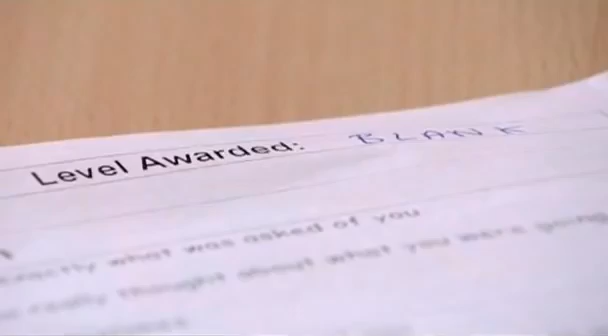 Level Awarded: BLANK
exactly what was asked of you
really thought about what you were going